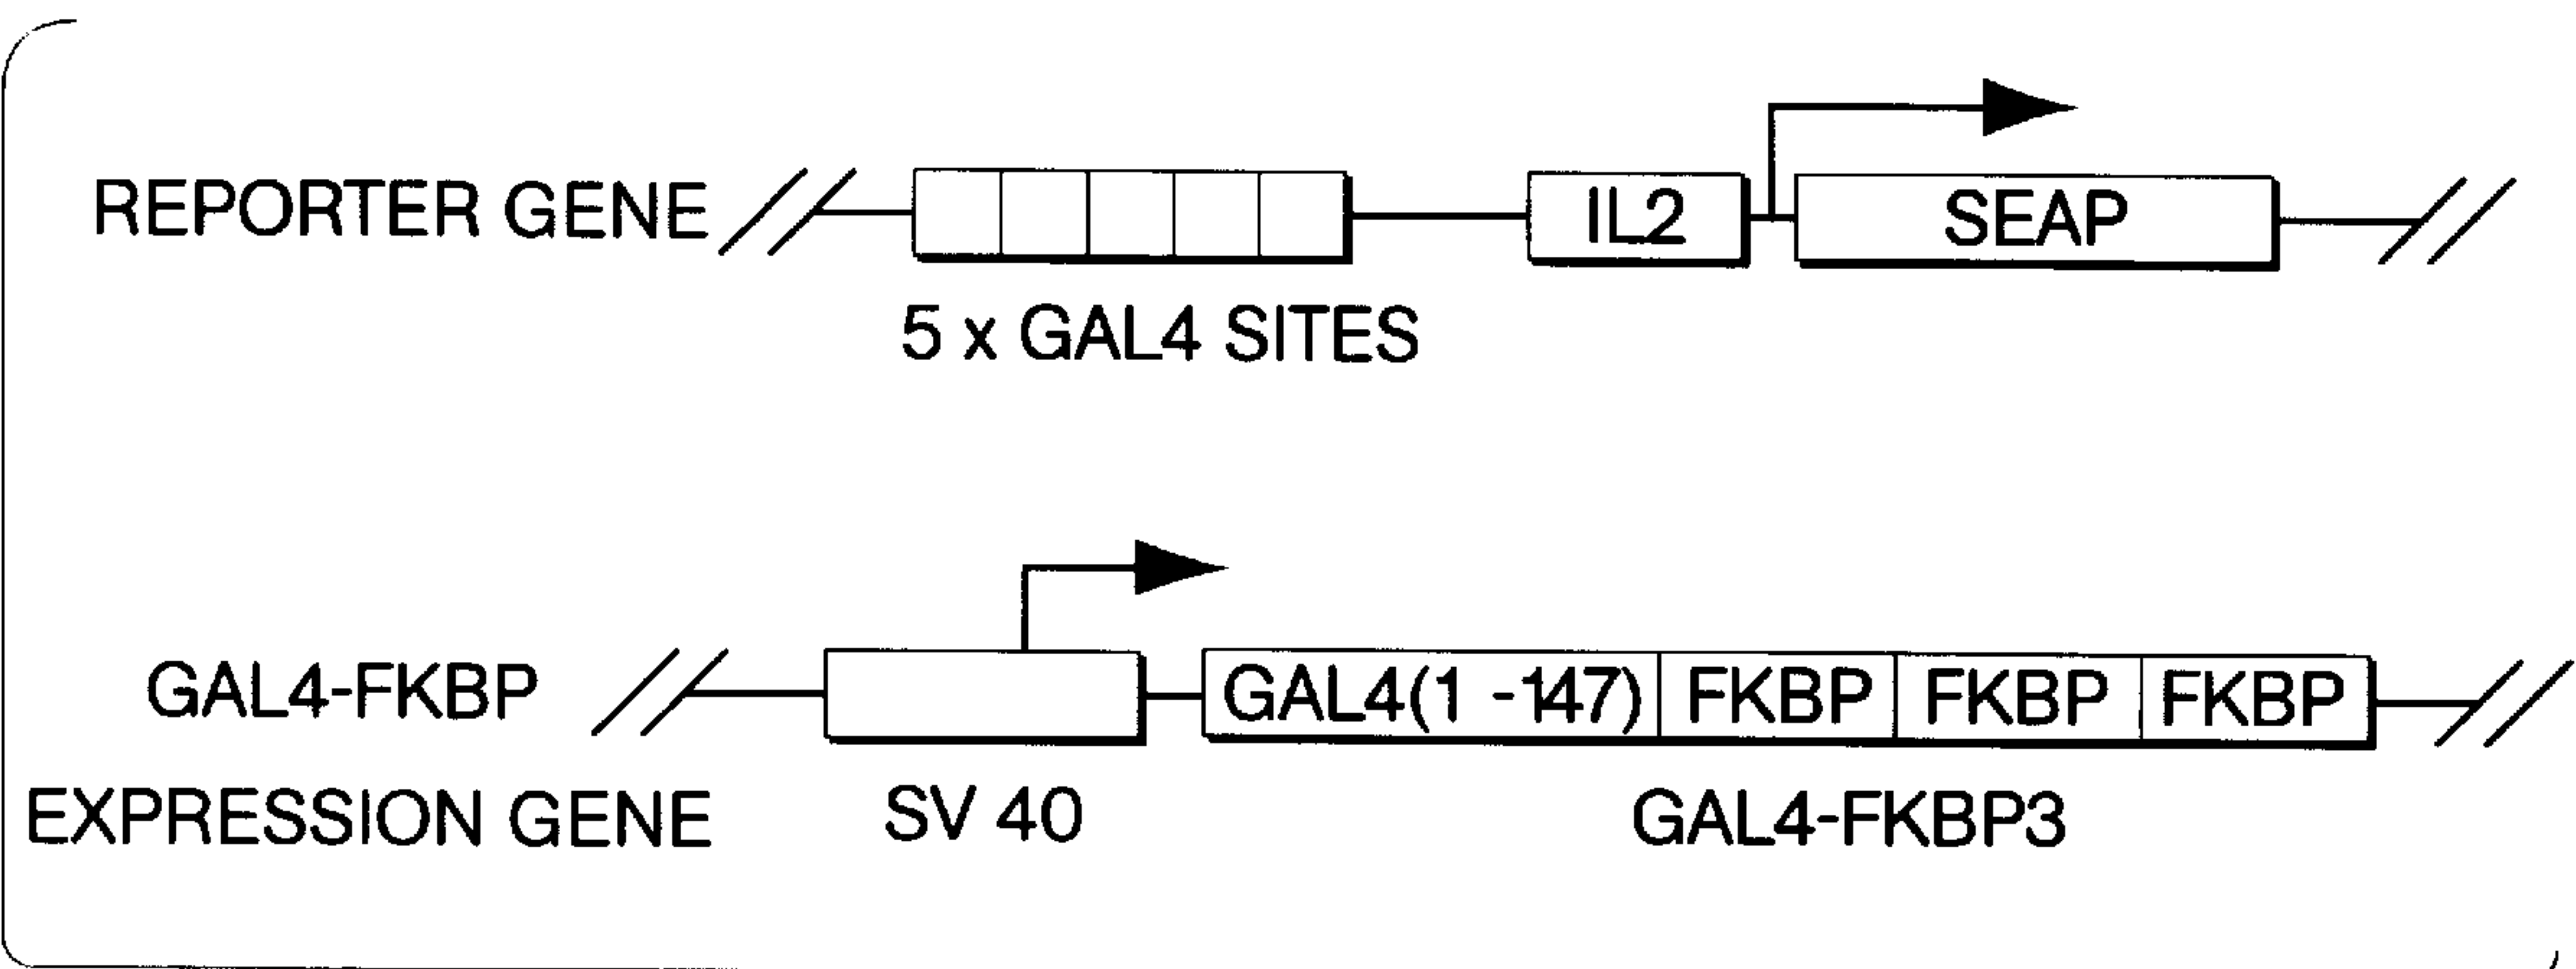 REPORTER GENE IL2 SEAP
5 x GAL4 SITES
GAL4-FKBP GAL4(1 -147) FKBP FKBP FKBP
EXPRESSION GENE SV 40 GAL4-FKBP3